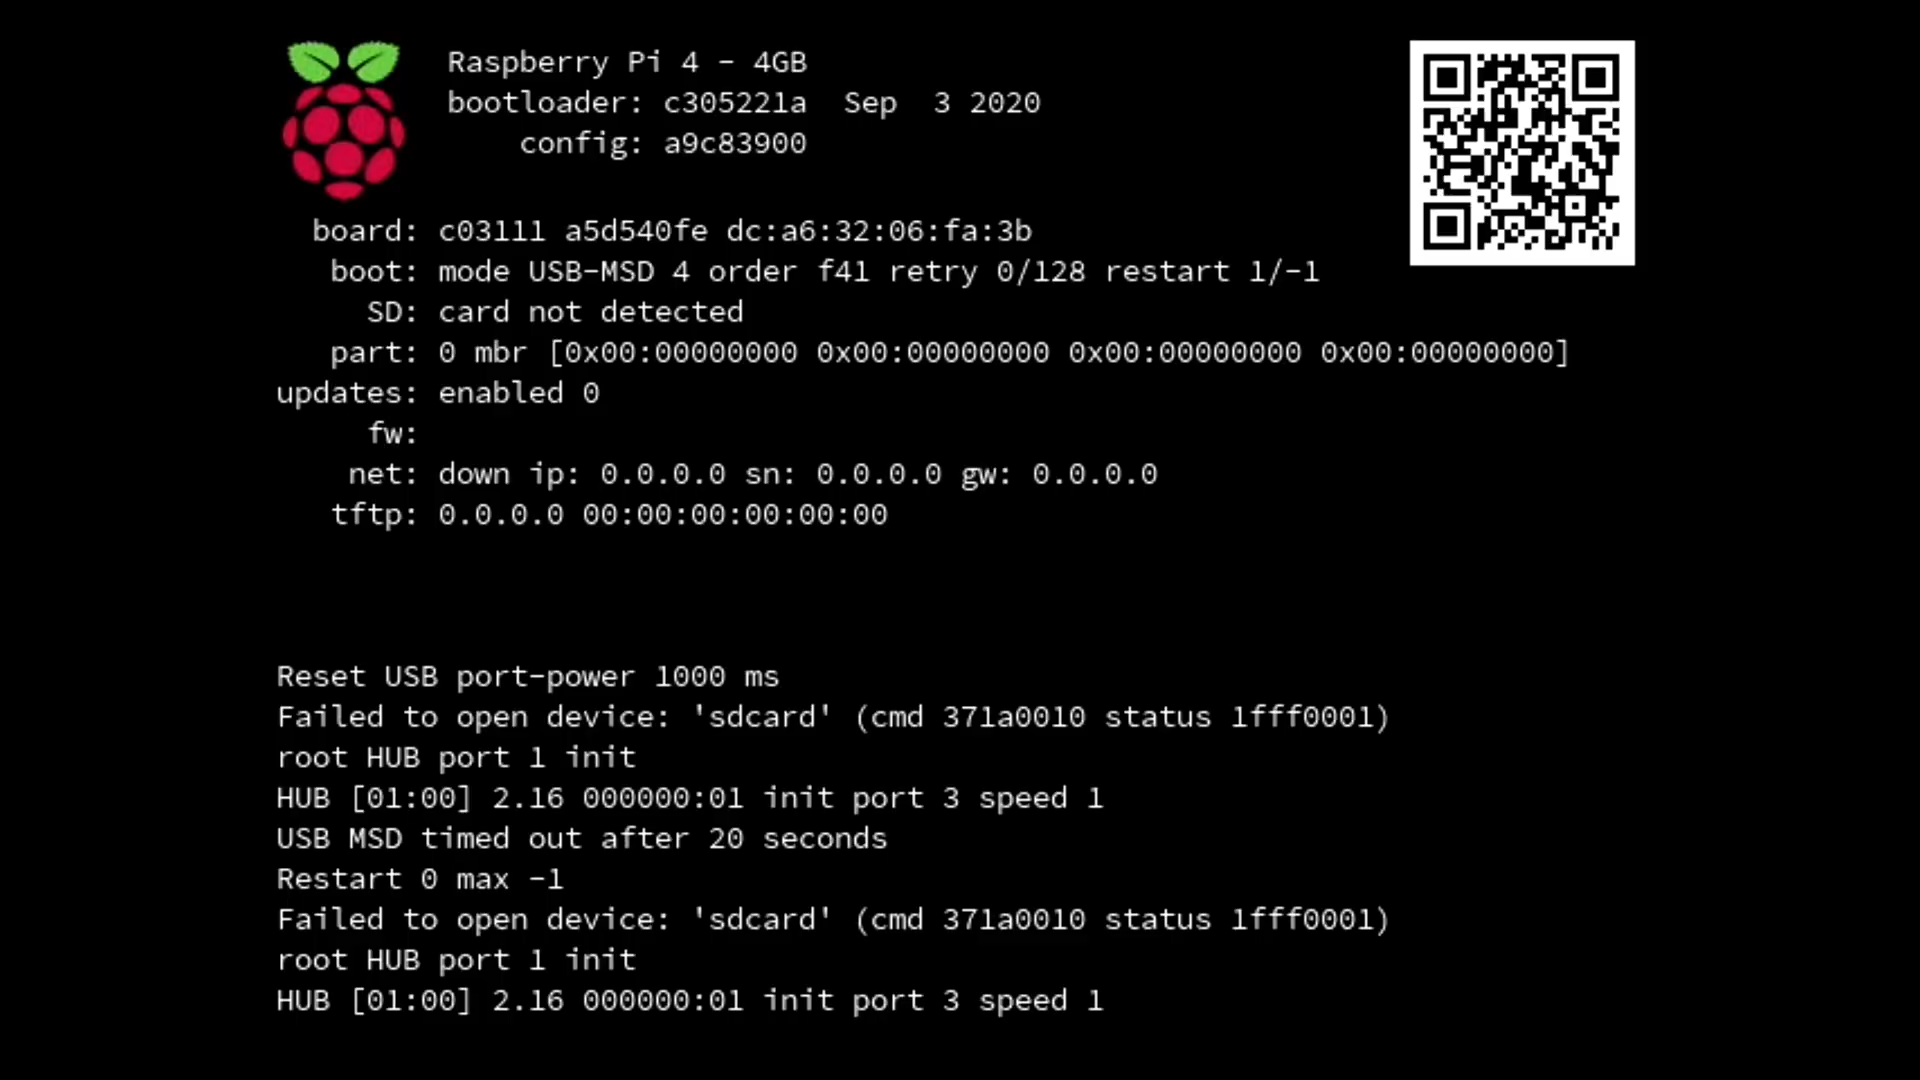 Raspberry Pi 4 - 4GB
bootloader: c305221a Sep 3 2020
config: a9c83900
board: c03111 a5d540fe dc:a6:32:06:fa:3b
boot: mode USB-MSD 4 order f41 retry 0/128 restart 1/-1
SD: card not detected
part: 0 mbr [0x00:00000000 0x00:00000000 0x00:00000000 0x00:00000000]
updates: enabled 0
fw:
net: down ip: 0.0.0.0 sn: 0.0.0.0 gw: 0.0.0.0
tftp: 0.0.0.0 00:00:00:00:00:00
Reset USB port-power 1000 ms
Failed to open device: 'sdcard' (cmd 371a0010 status 1fff0001)
root HUB port 1 init
HUB [01:00] 2.16 000000:01 init port 3 speed 1
USB MSD timed out after 20 seconds
Restart 0 max -1
Failed to open device: 'sdcard' (cmd 371a0010 status 1fff0001)
root HUB port 1 init
HUB [01:00] 2.16 000000:01 init port 3 speed 1